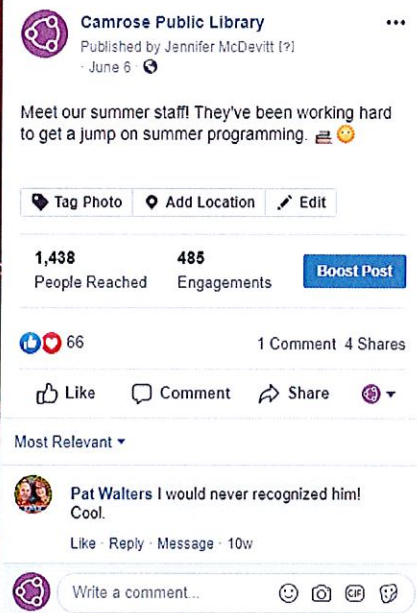 Camrose Public Library
Published by Jennifer McDevitt [?]
· June 6 ·
Meet our summer staff! They've been working hard
to get a jump on summer programming.
Tag Photo Add Location Edit
1,438 485
People Reached Engagements Boost Post
66 1 Comment 4 Shares
Like Comment Share
Most Relevant
Pat Walters I would never recognized him!
Cool.
Like · Reply · Message · 10w
Write a comment... GIF